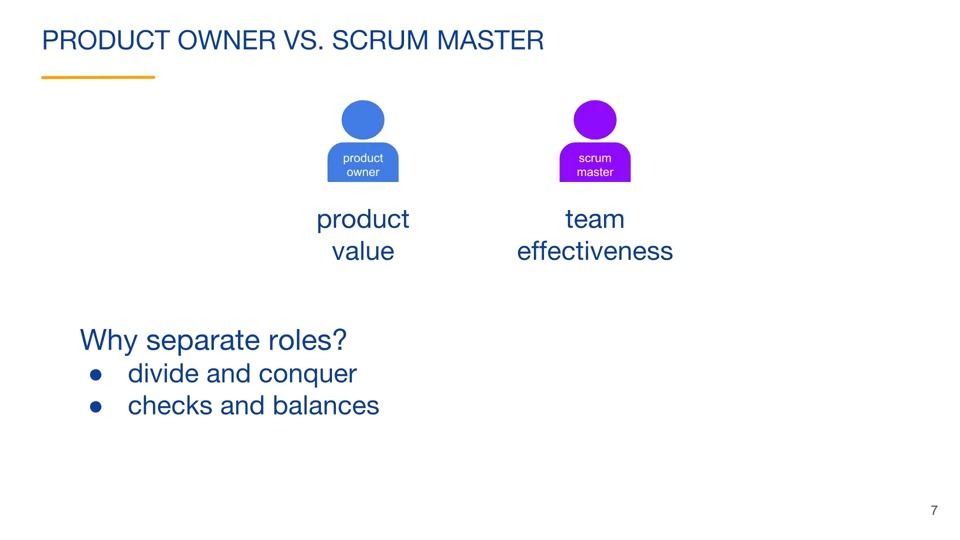 PRODUCT OWNER VS. SCRUM MASTER
product
owner
scrum
master
product
value
team
effectiveness
Why separate roles?
● divide and conquer
● checks and balances
7